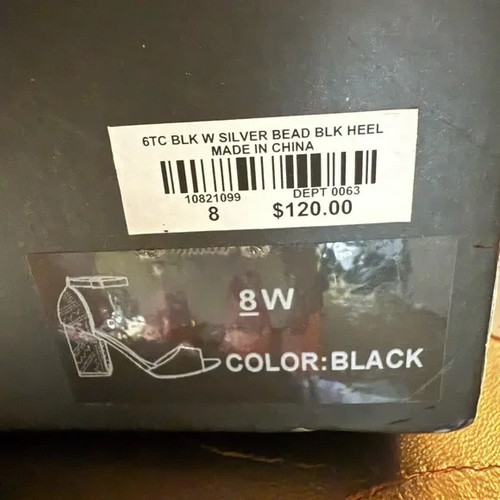 6TC BLK W SILVER BEAD BLK HEEL
MADE IN CHINA
10821099 DEPT 0063
8 $120.00
8W
COLOR:BLACK